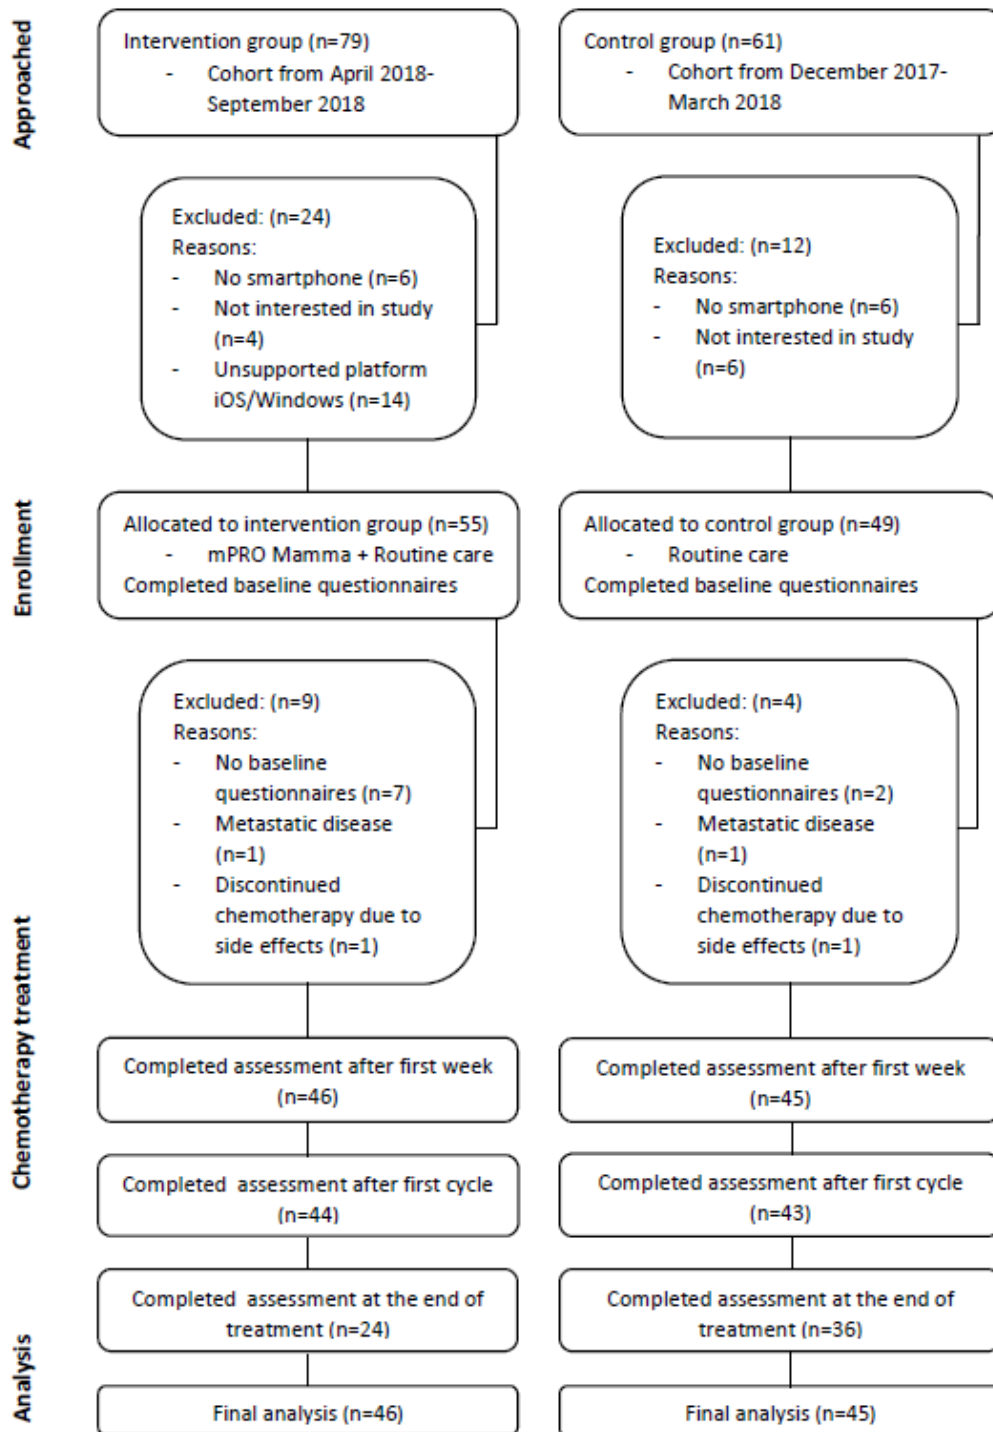 Approached
Intervention group (n=79)
- Cohort from April 2018-
September 2018
Control group (n=61)
- Cohort from December 2017-
March 2018
Excluded: (n=24)
Reasons:
- No smartphone (n=6)
- Not interested in study
(n=4)
- Unsupported platform
iOS/Windows (n=14)
Excluded: (n=12)
Reasons:
- No smartphone (n=6)
- Not interested in study
(n=6)
Enrollment
Allocated to intervention group (n=55)
- mPRO Mamma + Routine care
Completed baseline questionnaires
Allocated to control group (n=49)
- Routine care
Completed baseline questionnaires
Excluded: (n=9)
Reasons:
- No baseline
questionnaires (n=7)
- Metastatic disease
(n=1)
- Discontinued
chemotherapy due to
side effects (n=1)
Excluded: (n=4)
Reasons:
- No baseline
questionnaires (n=2)
- Metastatic disease
(n=1)
- Discontinued
chemotherapy due to
side effects (n=1)
Chemotherapy treatment
Completed assessment after first week
(n=46)
Completed assessment after first week
(n=45)
Completed assessment after first cycle
(n=44)
Completed assessment after first cycle
(n=43)
Analysis
Completed assessment at the end of
treatment (n=24)
Completed assessment at the end of
treatment (n=36)
Final analysis (n=46)
Final analysis (n=45)